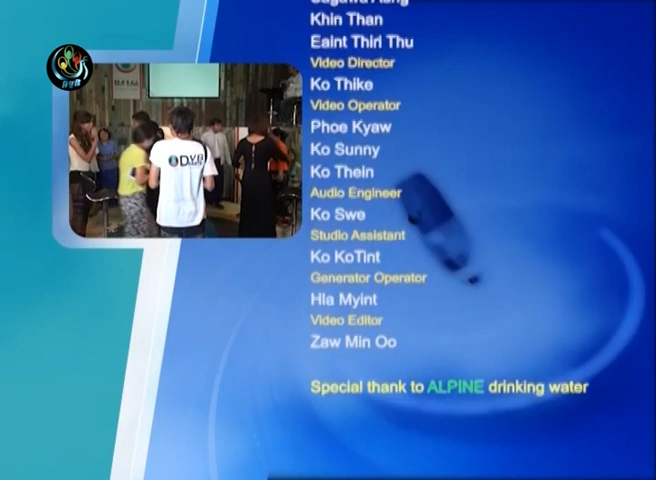 Khin Than
Eaint Thiri Thu
Video Director
Ko Thike
Video Operator
Phoe Kyaw
Ko Sunny
Ko Thein
Audio Engineer
Ko Swe
Studio Assistant
Ko KoTint
Generator Operator
Hla Myint
Video Editor
Zaw Min Oo
Special thank to ALPINE drinking water
DVB